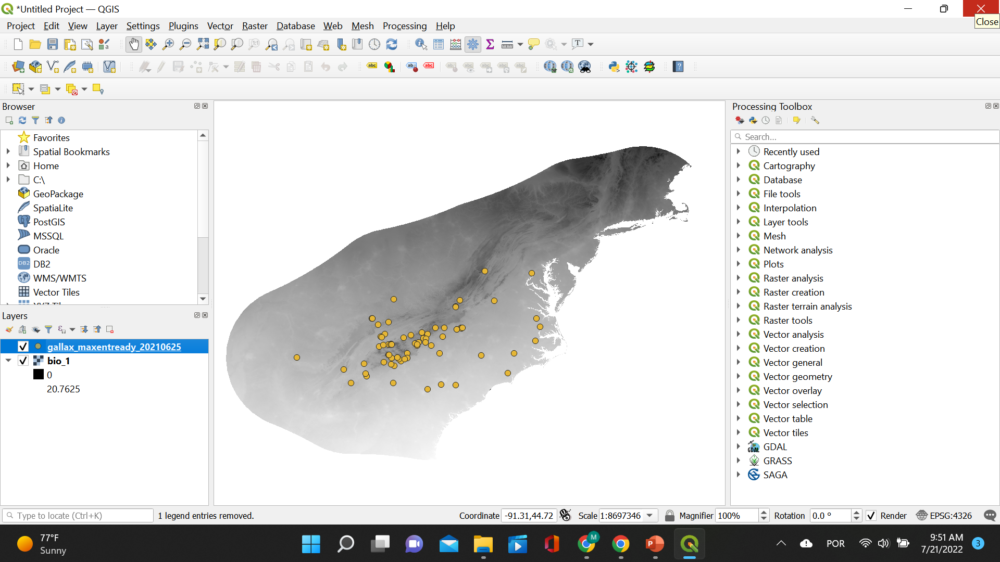 *Untitled Project — QGIS
Close
Project Edit View Layer Settings Plugins Vector Raster Database Web Mesh Processing Help
Browser
Favorites
Spatial Bookmarks
Home
C:\
GeoPackage
SpatiaLite
PostGIS
MSSQL
Oracle
DB2
WMS/WMTS
Vector Tiles
Layers
gallax_maxentready_20210625
bio_1
0
20.7625
Processing Toolbox
Search...
Recently used
Cartography
Database
File tools
Interpolation
Layer tools
Mesh
Network analysis
Plots
Raster analysis
Raster creation
Raster terrain analysis
Raster tools
Vector analysis
Vector creation
Vector general
Vector geometry
Vector overlay
Vector selection
Vector table
Vector tiles
GDAL
GRASS
SAGA
Type to locate (Ctrl+K) 1 legend entries removed. Coordinate -91.31,44.72 Scale 1:8697346 Magnifier 100% Rotation 0.0 ° Render EPSG:4326
77°F
Sunny
M
POR
9:51 AM
7/21/2022
3